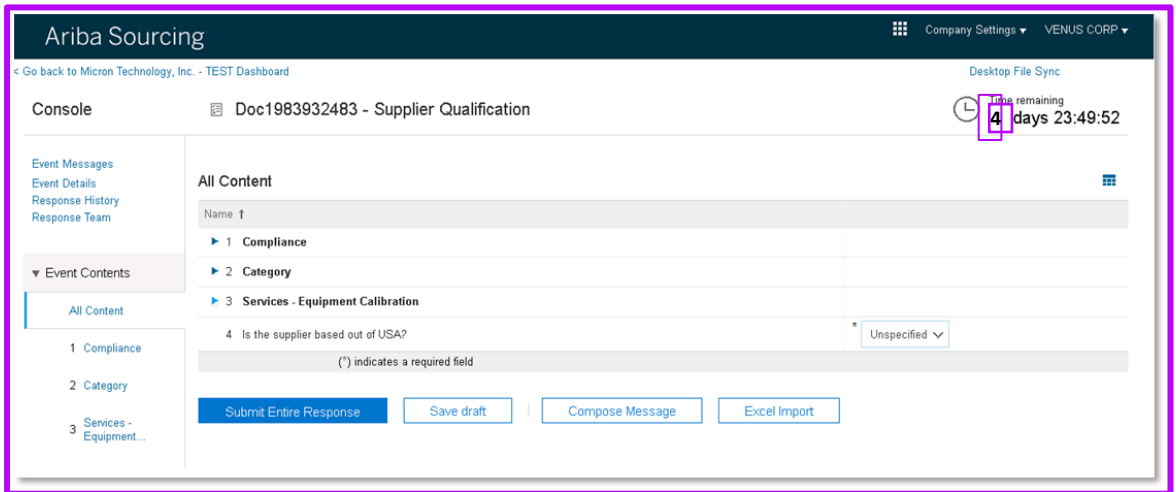 Ariba Sourcing
Company Settings ▾ VENUS CORP ▾
< Go back to Micron Technology, Inc. - TEST Dashboard
Desktop File Sync
Console
Doc1983932483 - Supplier Qualification
Time remaining
4 days 23:49:52
Event Messages
Event Details
Response History
Response Team
▼ Event Contents
All Content
1 Compliance
2 Category
3 Services -
Equipment...
All Content
Name ↑
► 1 Compliance
► 2 Category
► 3 Services - Equipment Calibration
4 Is the supplier based out of USA? * Unspecified
(*) indicates a required field
Submit Entire Response Save draft Compose Message Excel Import